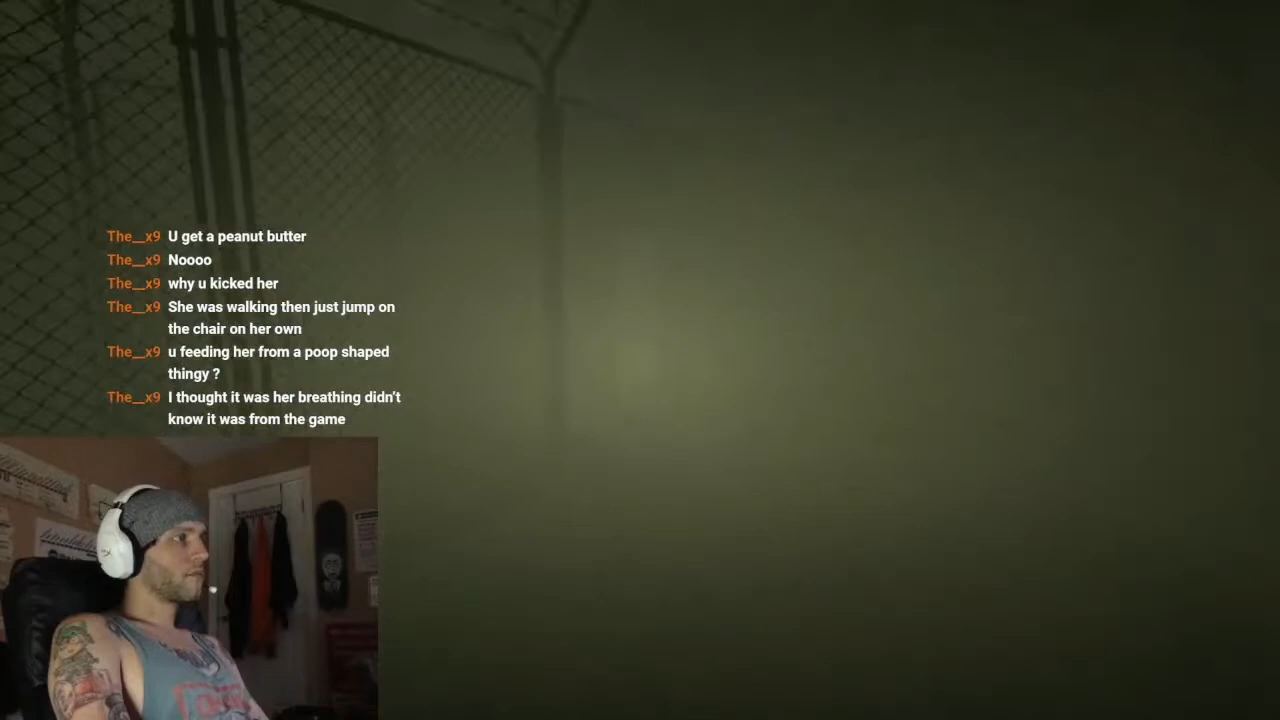 The__x9 U get a peanut butter
The__x9 Noooo
The__x9 why u kicked her
The__x9 She was walking then just jump on
the chair on her own
The__x9 u feeding her from a poop shaped
thingy ?
The__x9 I thought it was her breathing didn't
know it was from the game